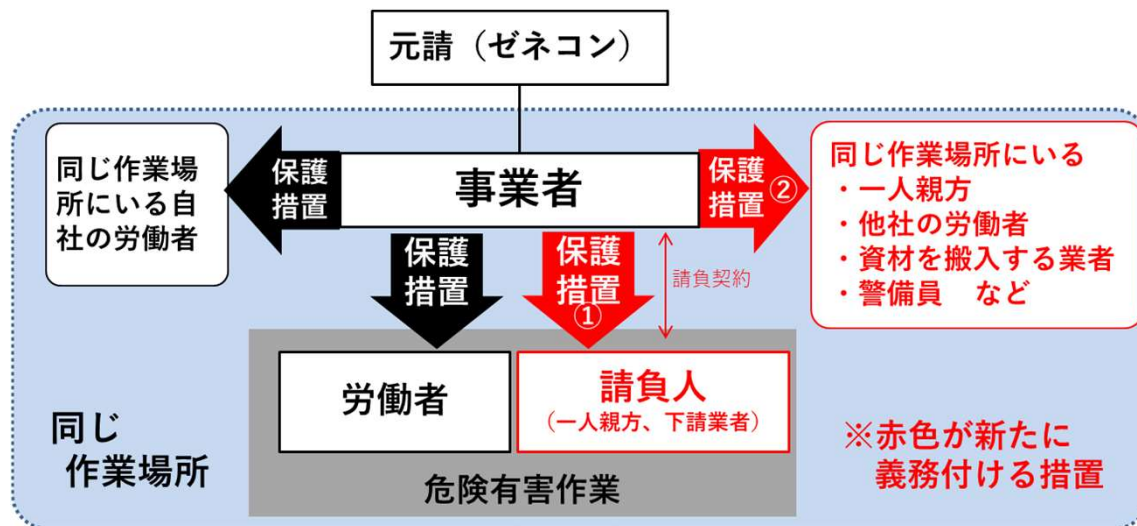 元請（ゼネコン）
同じ作業場
所にいる自
社の労働者
保護
措置
事業者
保護
措置②
同じ作業場所にいる
・一人親方
・他社の労働者
・資材を搬入する業者
・警備員　など
保護
措置
保護
措置
①
請負契約
労働者
請負人
（一人親方、下請業者）
危険有害作業
同じ
作業場所
※赤色が新たに
義務付ける措置